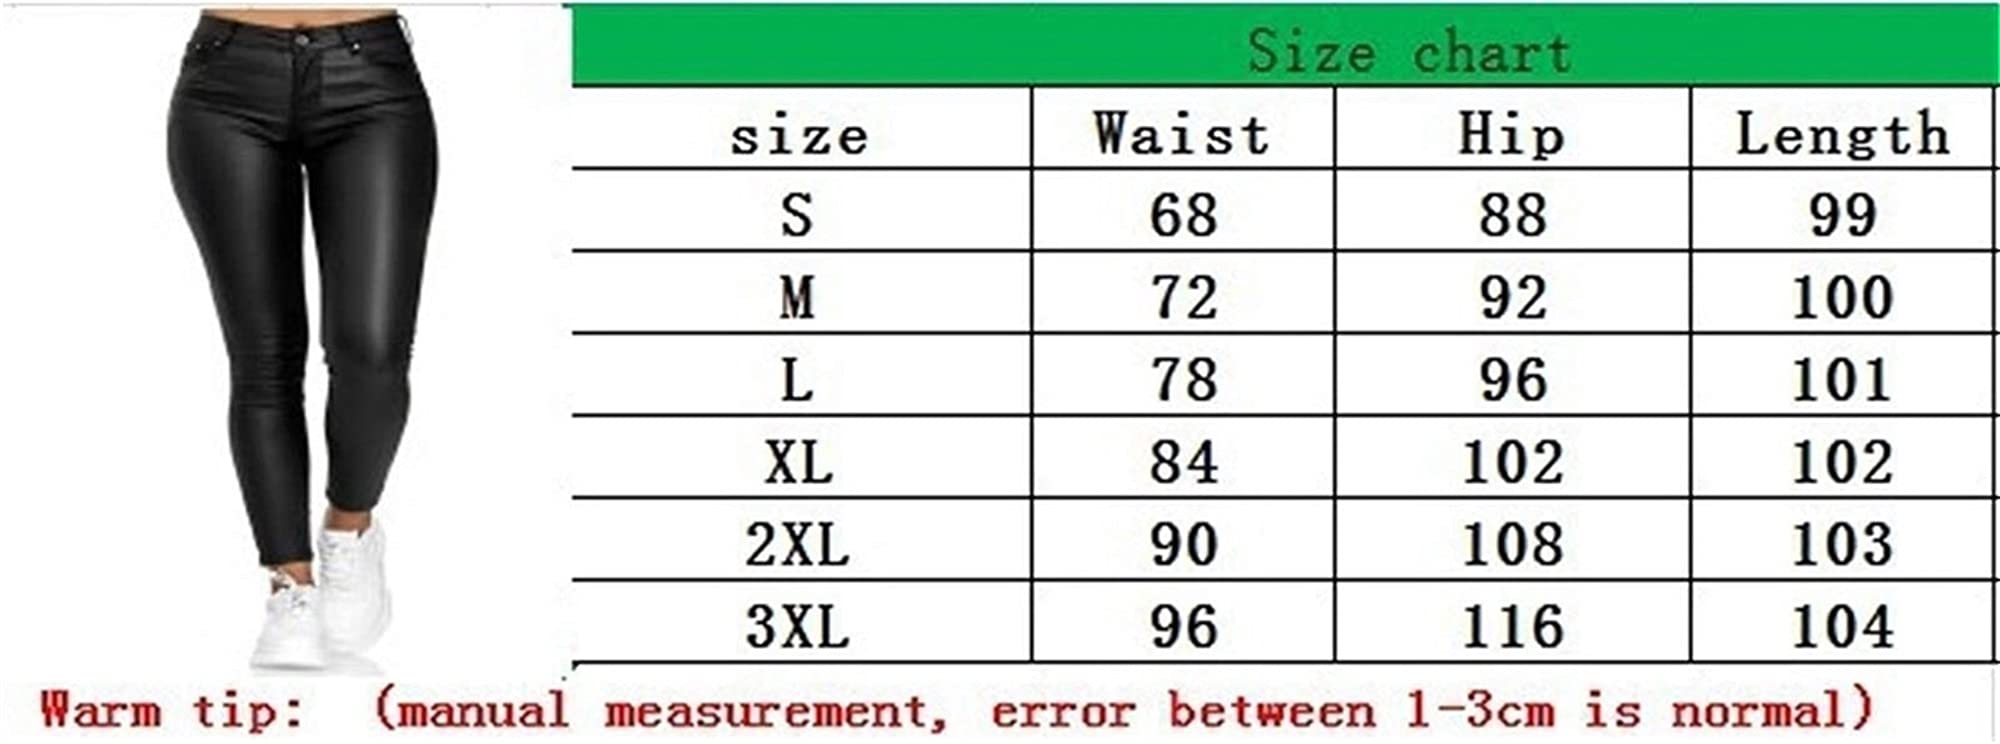 Size chart
size Waist Hip Length
S 68 88 99
M 72 92 100
L 78 96 101
XL 84 102 102
2XL 90 108 103
3XL 96 116 104
Warm tip: (manual measurement, error between 1-3cm is normal)